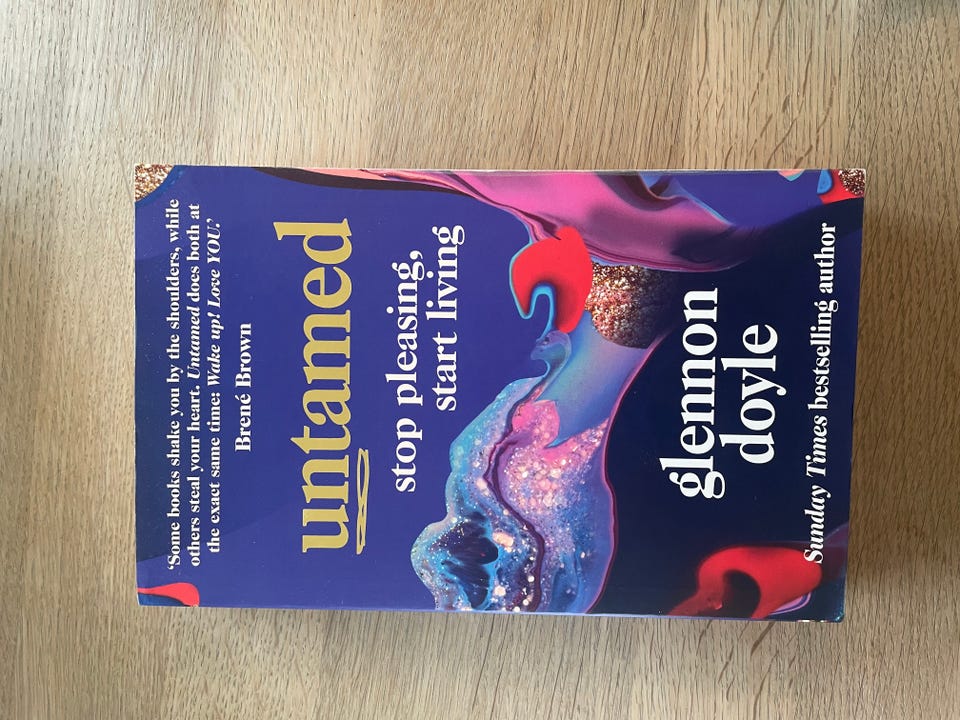 ‘Some books shake you by the shoulders, while
others steal your heart. Untamed does both at
the exact same time: Wake up! Love YOU.’
Brené Brown
untamed
stop pleasing,
start living
glennon
doyle
Sunday Times bestselling author